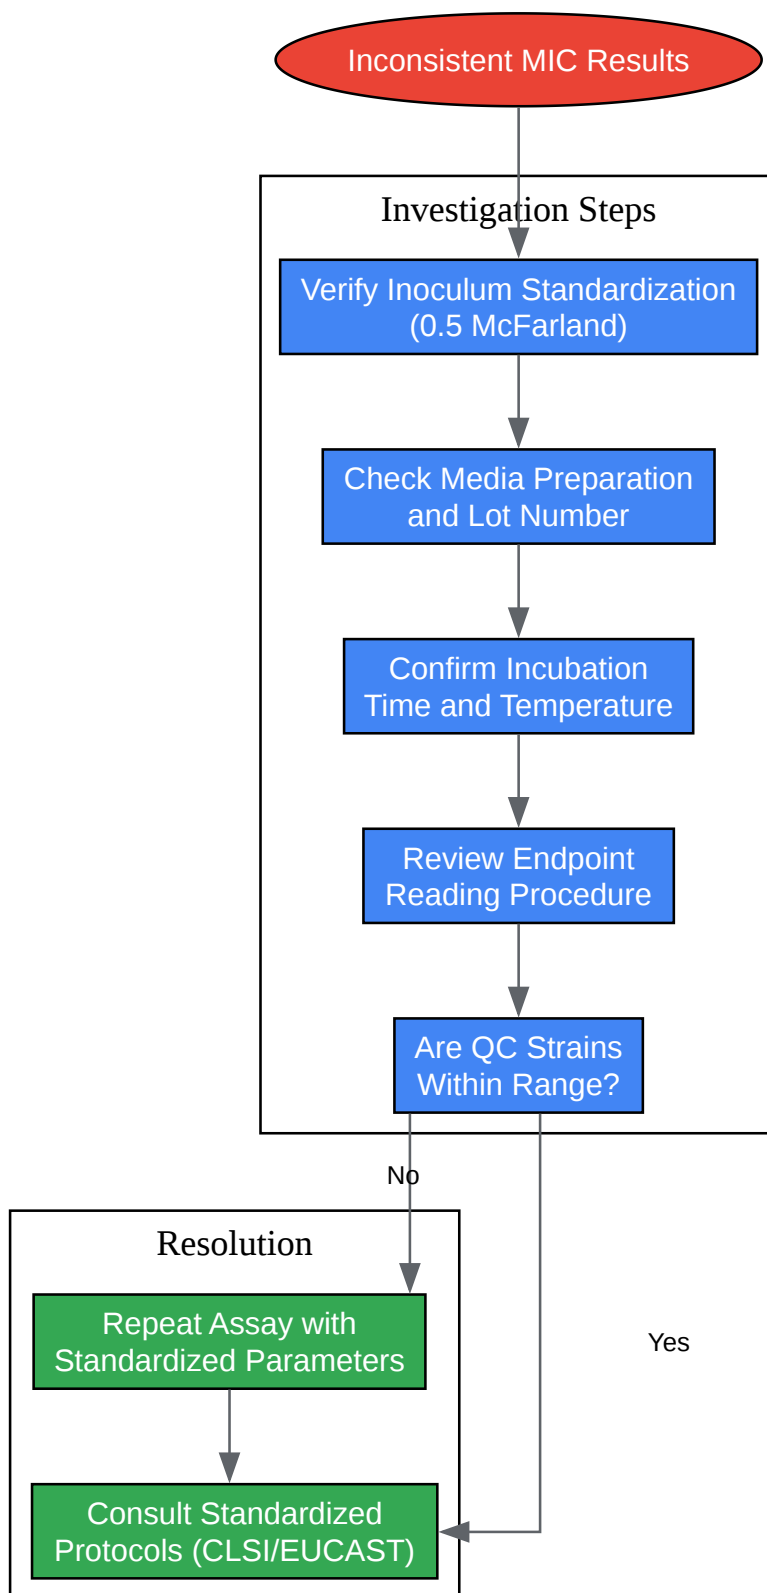 Inconsistent MIC Results
Investigation Steps
Verify Inoculum Standardization
(0.5 McFarland)
Check Media Preparation
and Lot Number
Confirm Incubation
Time and Temperature
Review Endpoint
Reading Procedure
Are QC Strains
Within Range?
No
Resolution
Repeat Assay with
Standardized Parameters
Yes
Consult Standardized
Protocols (CLSI/EUCAST)